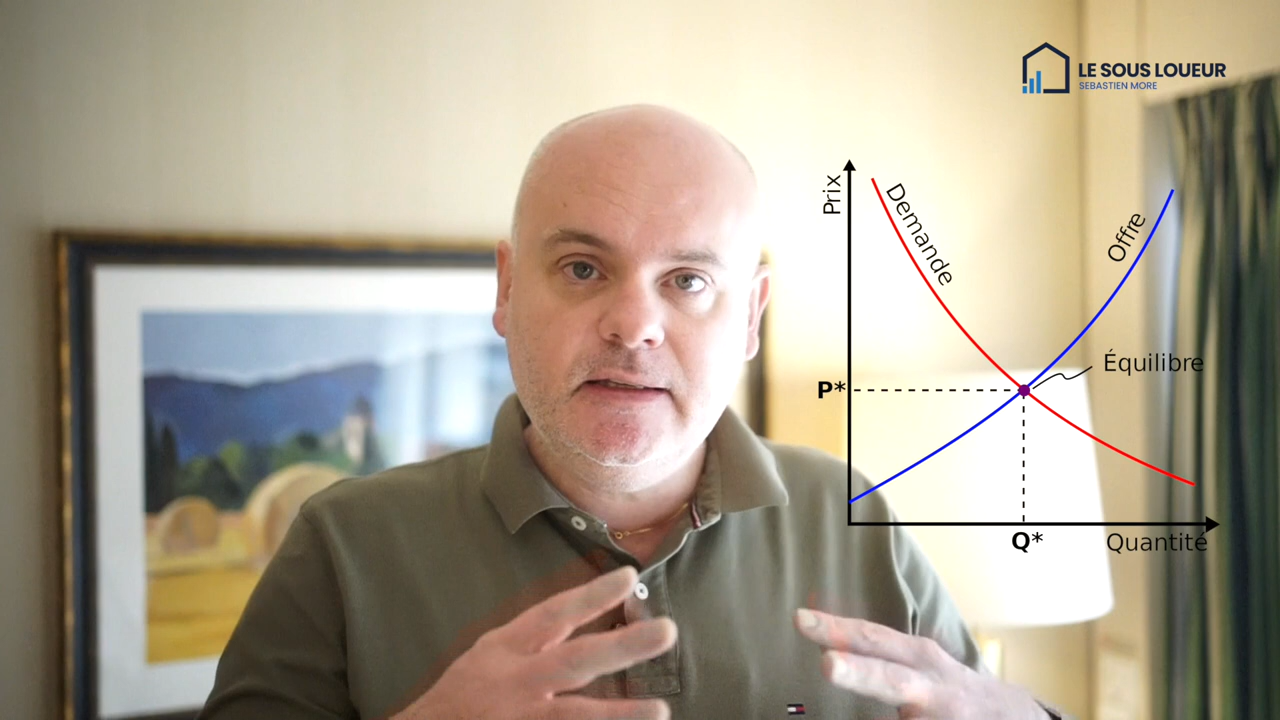 LE SOUS LOUEUR
SEBASTIEN MORE
Prix
Demande
Offre
Équilibre
P*
Q*
Quantité